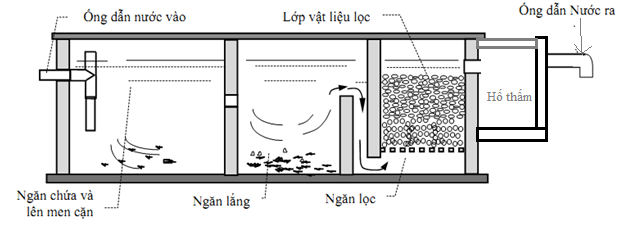 Ống dẫn nước vào
Lớp vật liệu lọc
Ống dẫn Nước ra
Hố thấm
Ngăn chứa và
lên men cặn
Ngăn lắng
Ngăn lọc